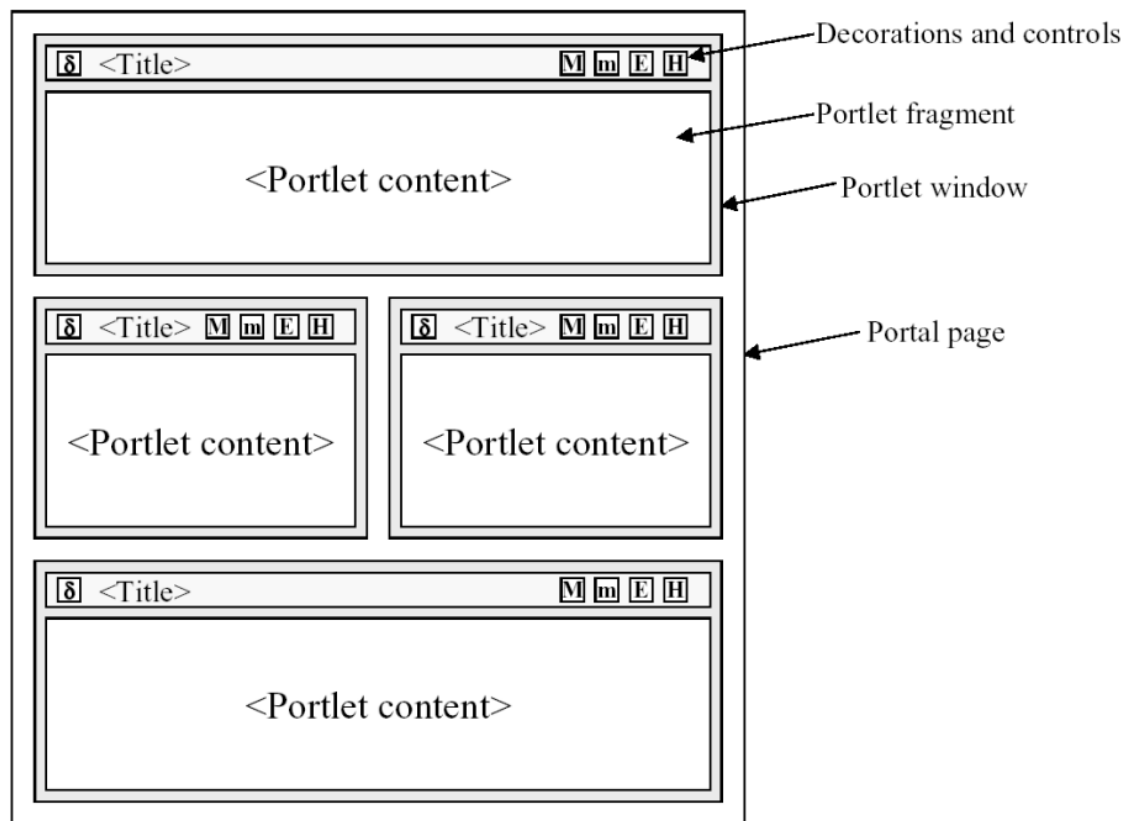 δ <Title> M m E H
Decorations and controls
Portlet fragment
<Portlet content>
Portlet window
δ <Title> M m E H
δ <Title> M m E H
Portal page
<Portlet content>
<Portlet content>
δ <Title> M m E H
<Portlet content>